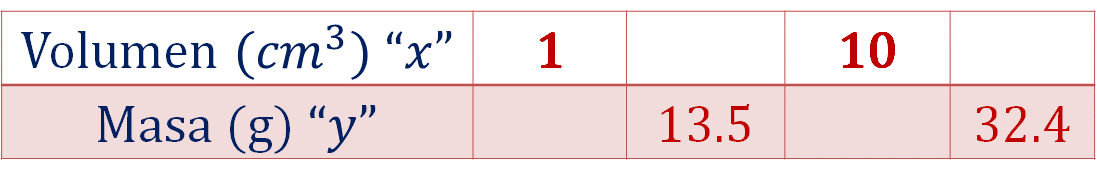 Volumen (cm³) “x” 1 10
Masa (g) “y” 13.5 32.4